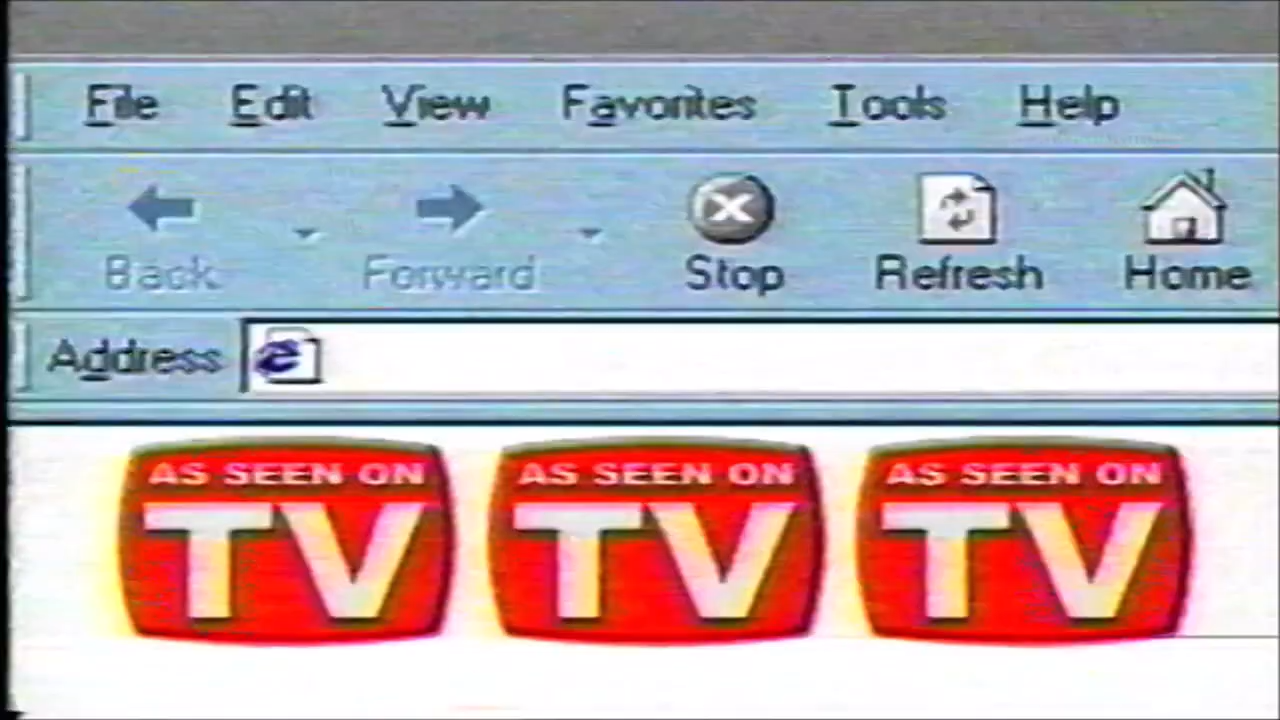 File Edit View Favorites Tools Help
Back Forward Stop Refresh Home
Address
AS SEEN ON AS SEEN ON AS SEEN ON
TV TV TV